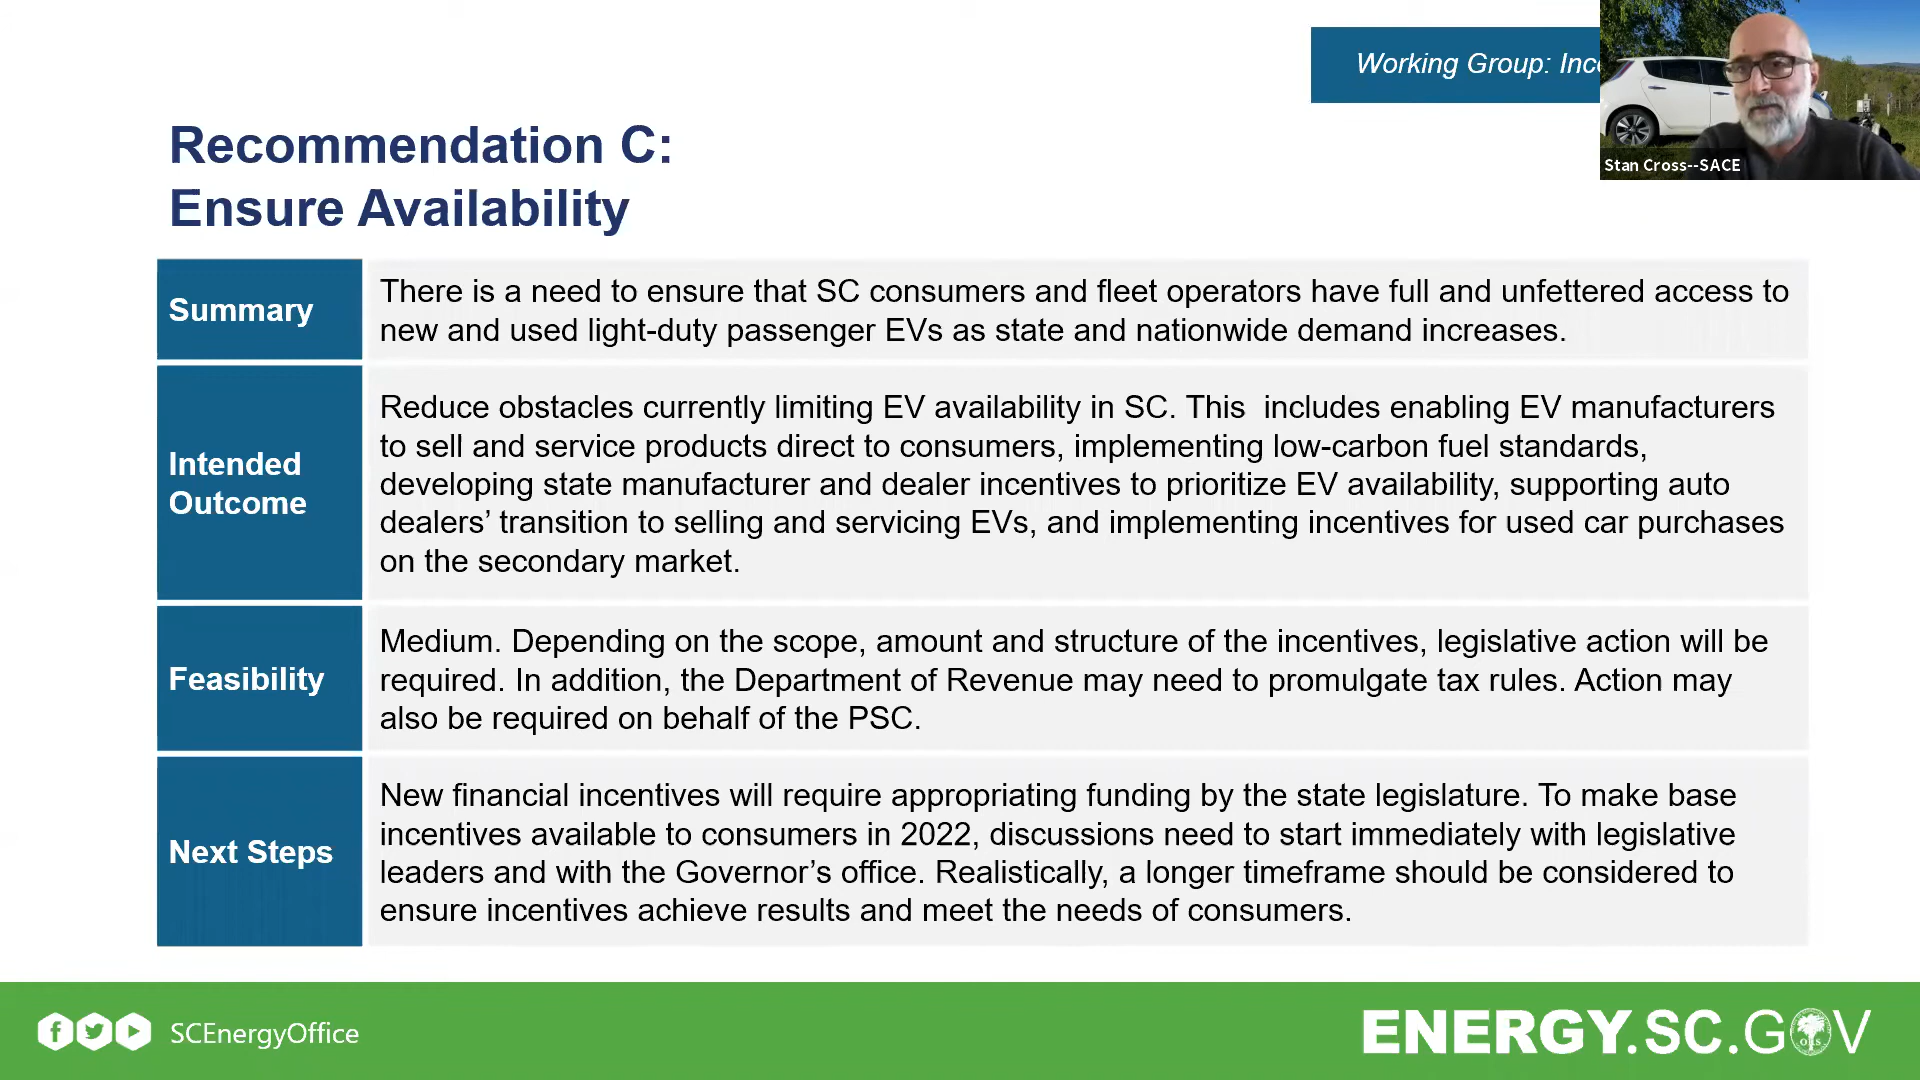 Working Group: Inc
Stan Cross--SACE
Recommendation C:
Ensure Availability
Summary
There is a need to ensure that SC consumers and fleet operators have full and unfettered access to
new and used light-duty passenger EVs as state and nationwide demand increases.
Intended
Outcome
Reduce obstacles currently limiting EV availability in SC. This  includes enabling EV manufacturers
to sell and service products direct to consumers, implementing low-carbon fuel standards,
developing state manufacturer and dealer incentives to prioritize EV availability, supporting auto
dealers’ transition to selling and servicing EVs, and implementing incentives for used car purchases
on the secondary market.
Feasibility
Medium. Depending on the scope, amount and structure of the incentives, legislative action will be
required. In addition, the Department of Revenue may need to promulgate tax rules. Action may
also be required on behalf of the PSC.
Next Steps
New financial incentives will require appropriating funding by the state legislature. To make base
incentives available to consumers in 2022, discussions need to start immediately with legislative
leaders and with the Governor’s office. Realistically, a longer timeframe should be considered to
ensure incentives achieve results and meet the needs of consumers.
SCEnergyOffice
ENERGY.SC.GOV